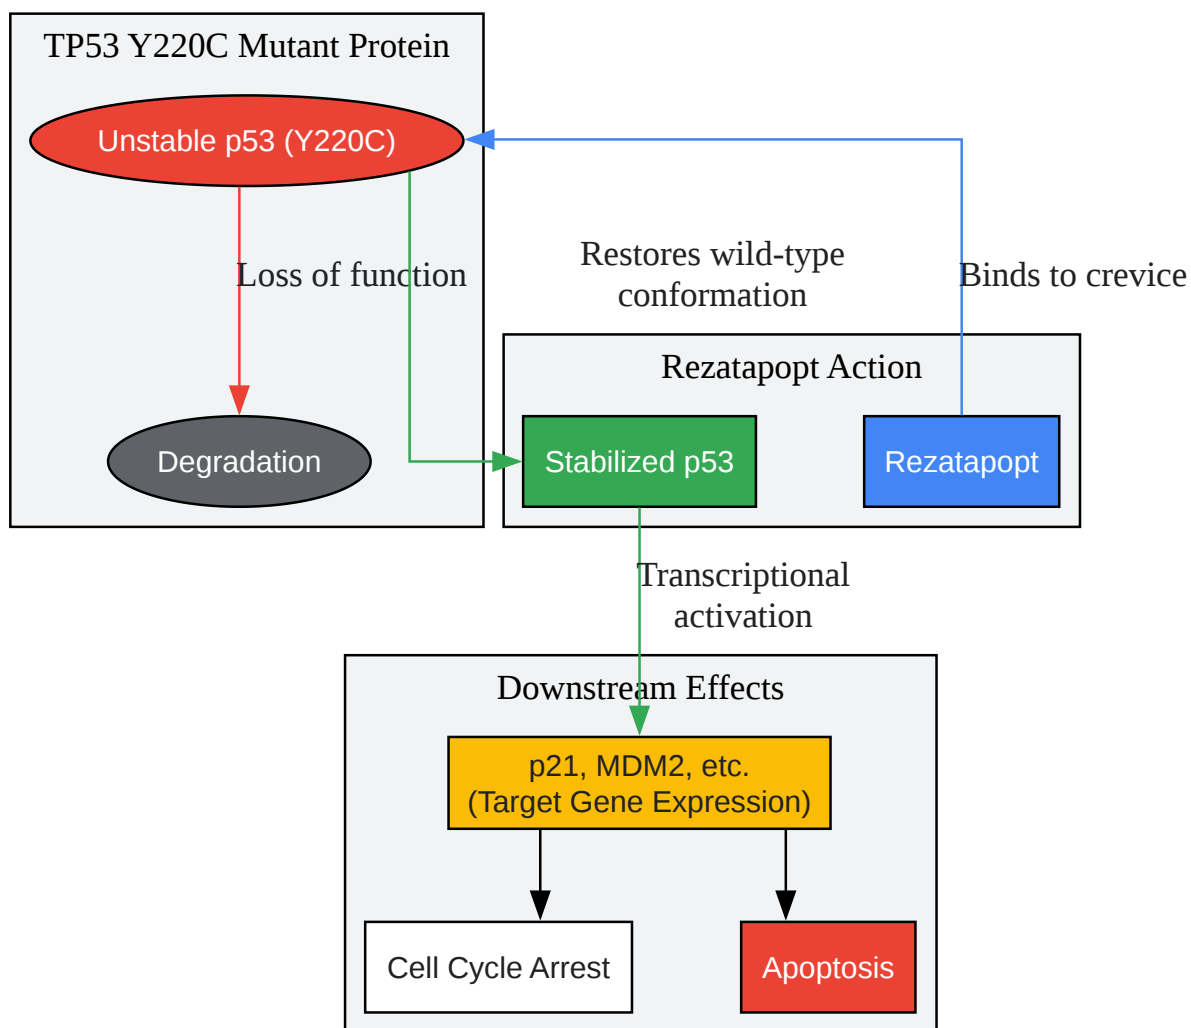 TP53 Y220C Mutant Protein
Unstable p53 (Y220C)
Loss of function
Restores wild-type
conformation
Binds to crevice
Rezatapopt Action
Degradation
Stabilized p53
Rezatapopt
Transcriptional
activation
Downstream Effects
p21, MDM2, etc.
(Target Gene Expression)
Cell Cycle Arrest
Apoptosis